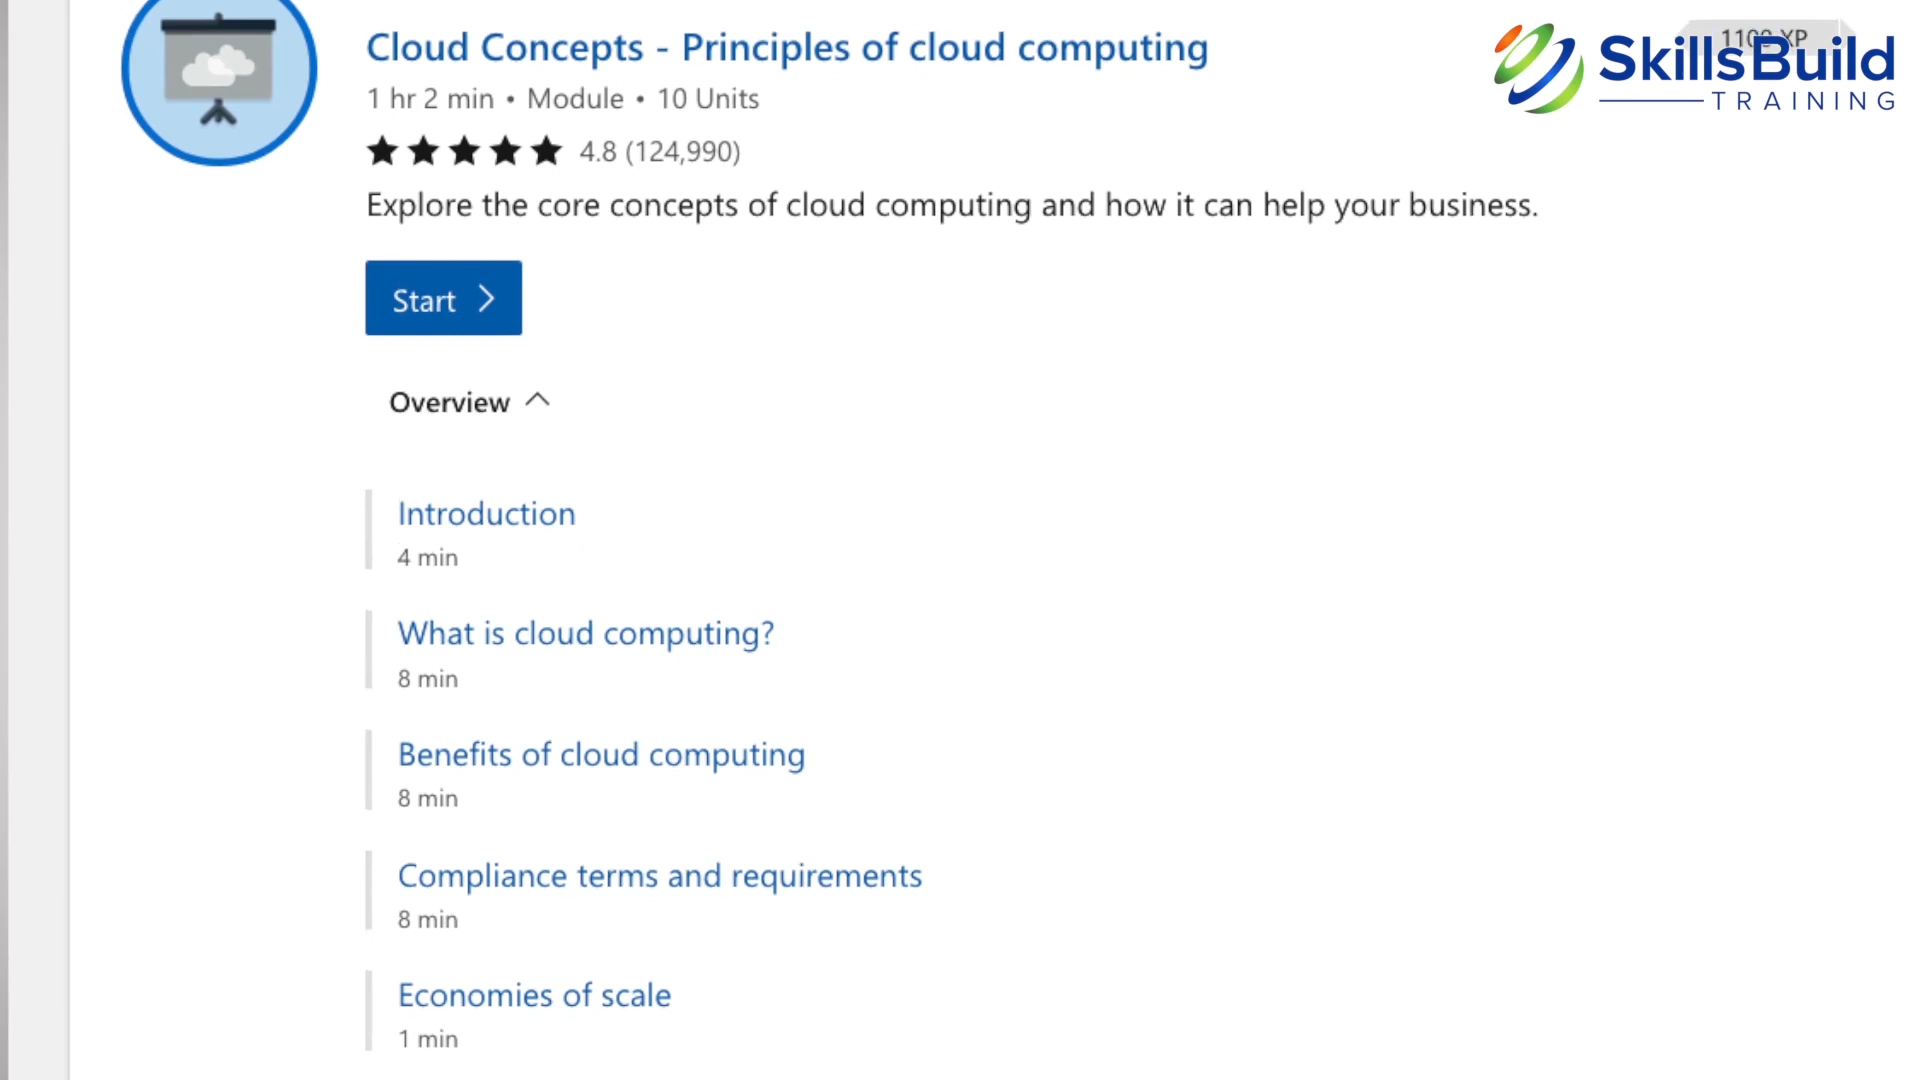 Cloud Concepts - Principles of cloud computing
1100 XP
SkillsBuild
TRAINING
1 hr 2 min • Module • 10 Units
4.8 (124,990)
Explore the core concepts of cloud computing and how it can help your business.
Start
Overview
Introduction
4 min
What is cloud computing?
8 min
Benefits of cloud computing
8 min
Compliance terms and requirements
8 min
Economies of scale
1 min